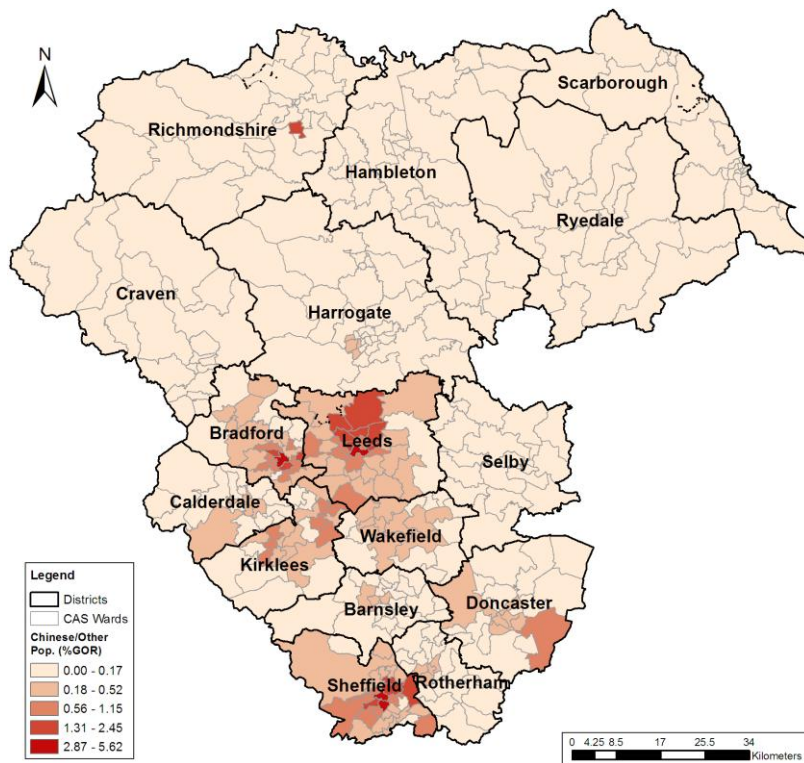 N
Scarborough
Richmondshire
Hambleton
Ryedale
Craven
Harrogate
Bradford
Leeds
Selby
Calderdale
Wakefield
Kirklees
Barnsley
Doncaster
Sheffield
Rotherham
Legend
Districts
CAS Wards
Chinese/Other
Pop. (%GOR)
0.00 - 0.17
0.18 - 0.52
0.56 - 1.15
1.31 - 2.45
2.87 - 5.62
0 4.25 8.5 17 25.5 34
Kilometers